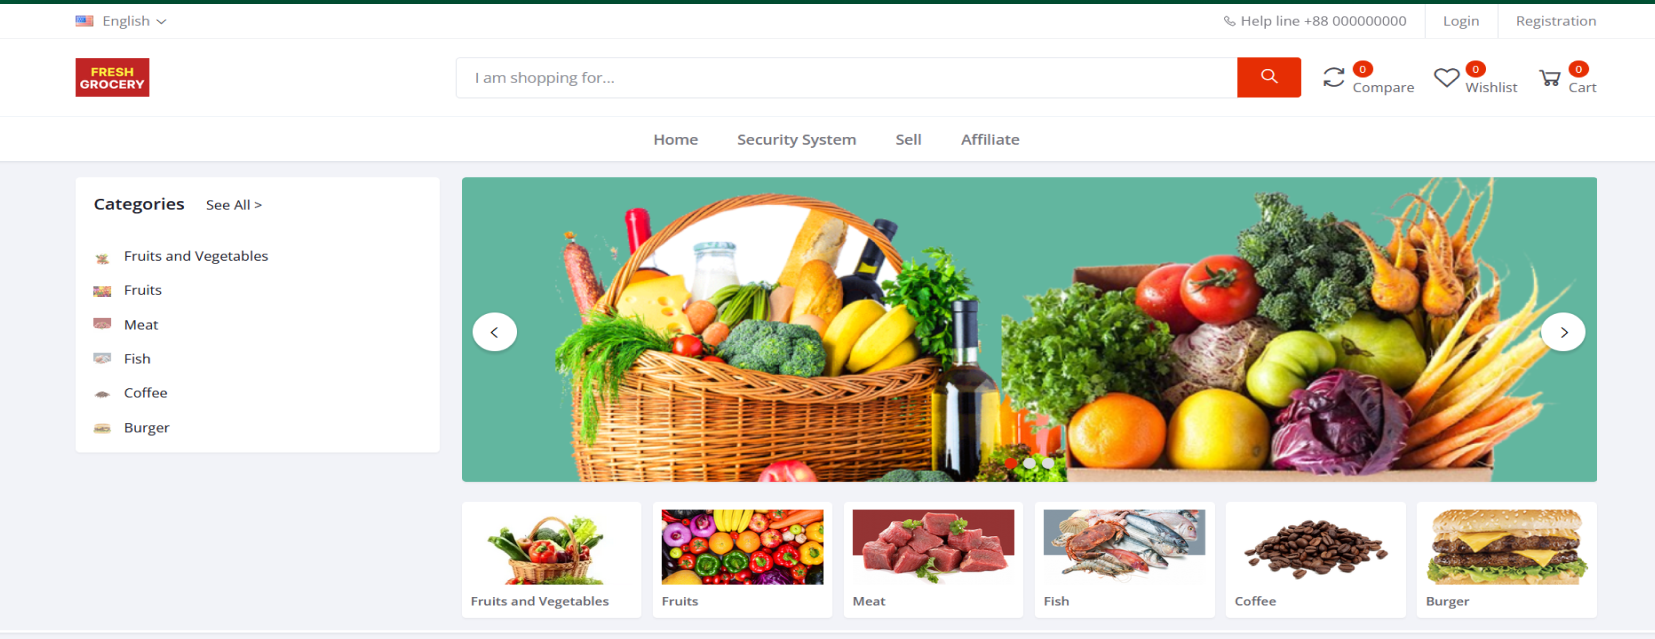 English
Help line +88 000000000
Login
Registration
FRESH
GROCERY
I am shopping for...
0
Compare
0
Wishlist
0
Cart
Home
Security System
Sell
Affiliate
Categories
See All >
Fruits and Vegetables
Fruits
Meat
Fish
Coffee
Burger
Fruits and Vegetables
Fruits
Meat
Fish
Coffee
Burger